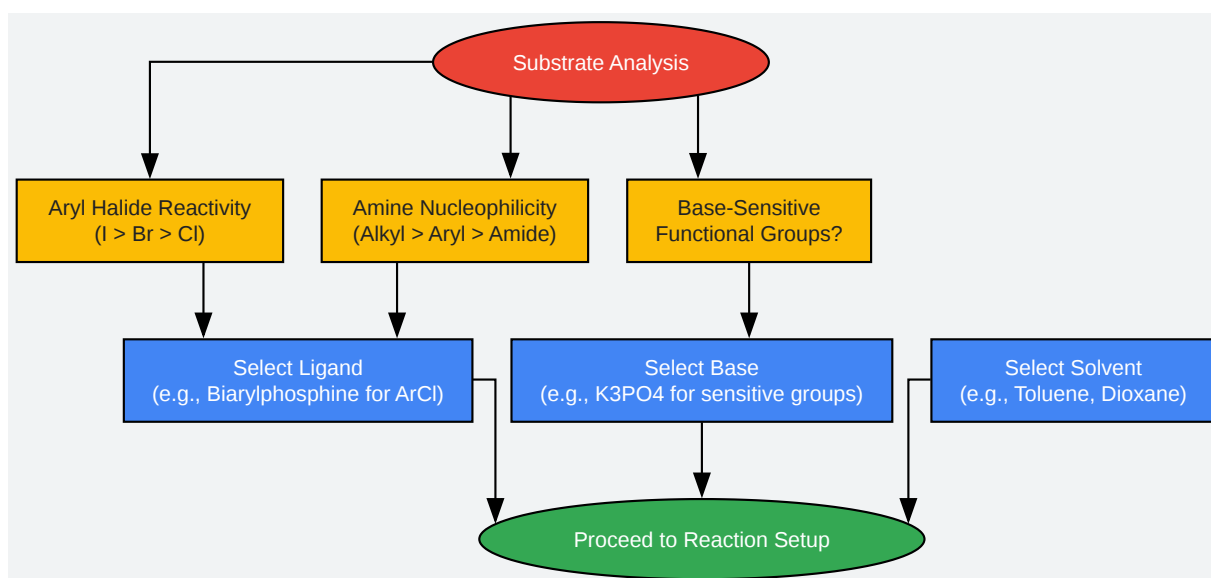 Substrate Analysis
Aryl Halide Reactivity
(I > Br > Cl)
Amine Nucleophilicity
(Alkyl > Aryl > Amide)
Base-Sensitive
Functional Groups?
Select Ligand
(e.g., Biarylphosphine for ArCl)
Select Base
(e.g., K3PO4 for sensitive groups)
Select Solvent
(e.g., Toluene, Dioxane)
Proceed to Reaction Setup